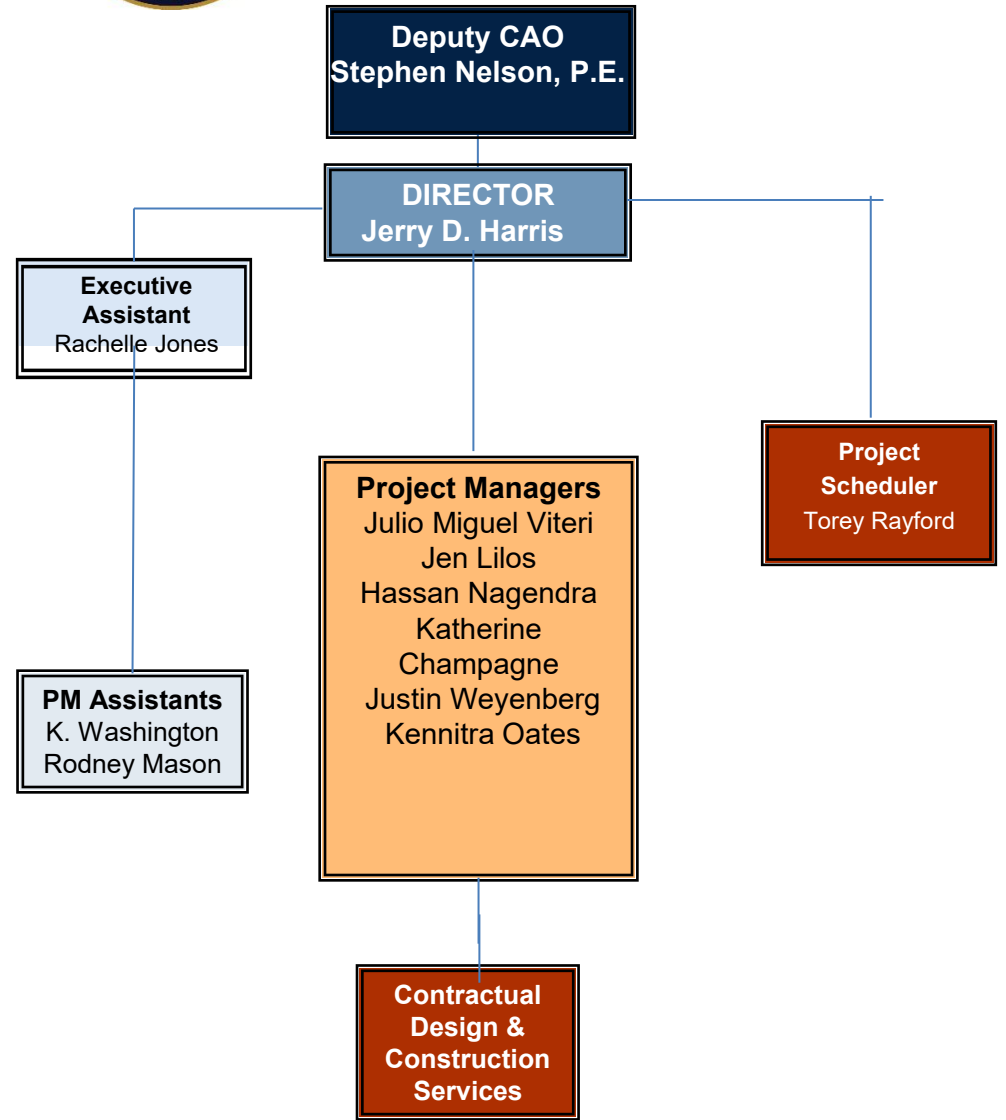 Deputy CAO
Stephen Nelson, P.E.
DIRECTOR
Jerry D. Harris
Executive
Assistant
Rachelle Jones
Project
Scheduler
Torey Rayford
Project Managers
Julio Miguel Viteri
Jen Lilos
Hassan Nagendra
Katherine
Champagne
Justin Weyenberg
Kennitra Oates
PM Assistants
K. Washington
Rodney Mason
Contractual
Design &
Construction
Services